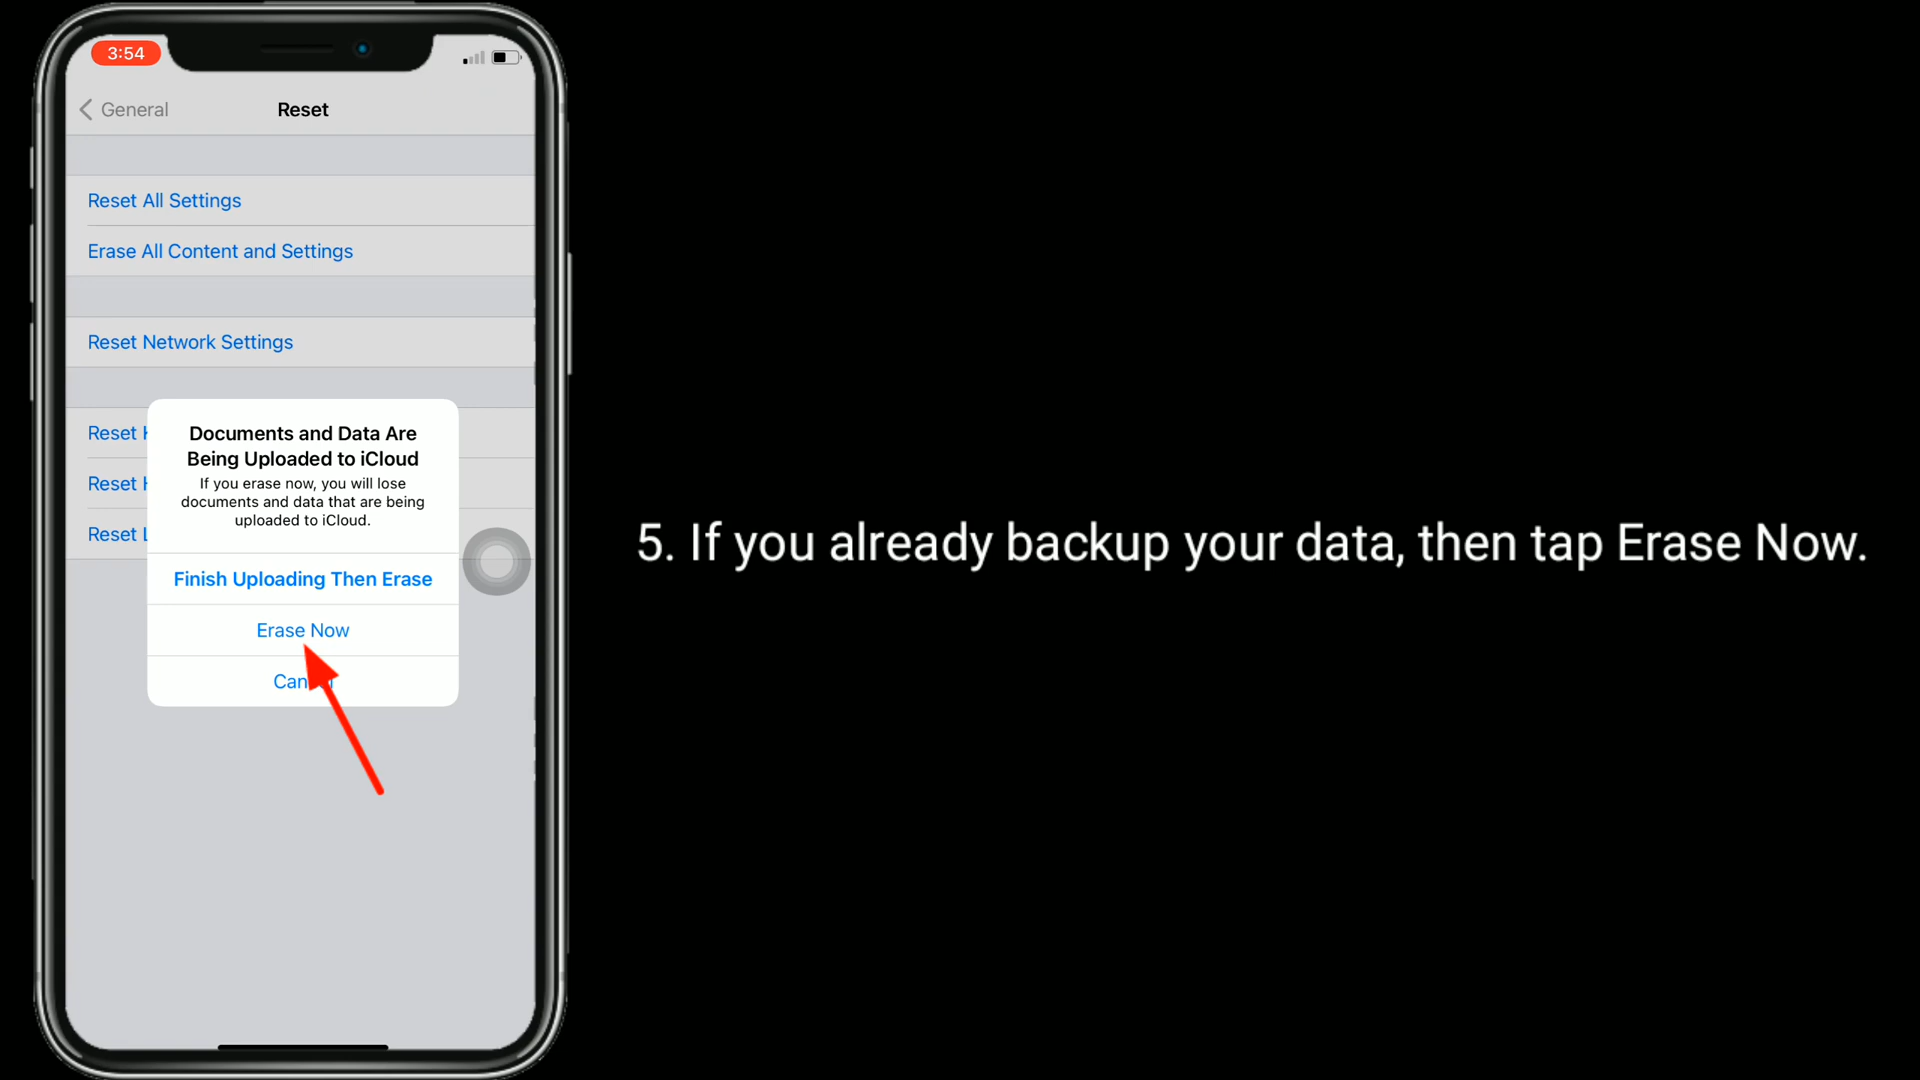 3:54
General
Reset
Reset All Settings
Erase All Content and Settings
Reset Network Settings
Reset
Reset
Reset
Documents and Data Are
Being Uploaded to iCloud
If you erase now, you will lose
documents and data that are being
uploaded to iCloud.
Finish Uploading Then Erase
Erase Now
5. If you already backup your data, then tap Erase Now.